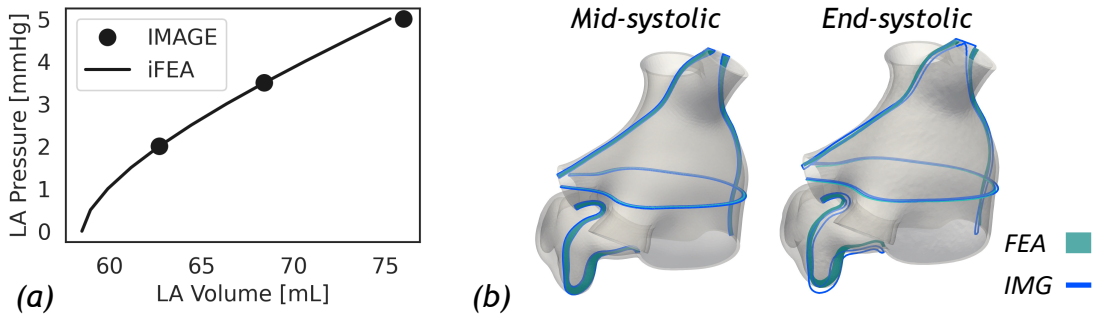 LA Pressure [mmHg]
5
4
3
2
1
0
IMAGE
iFEA
60
65
70
75
LA Volume [mL]
(a)
Mid-systolic
End-systolic
FEA
IMG
(b)